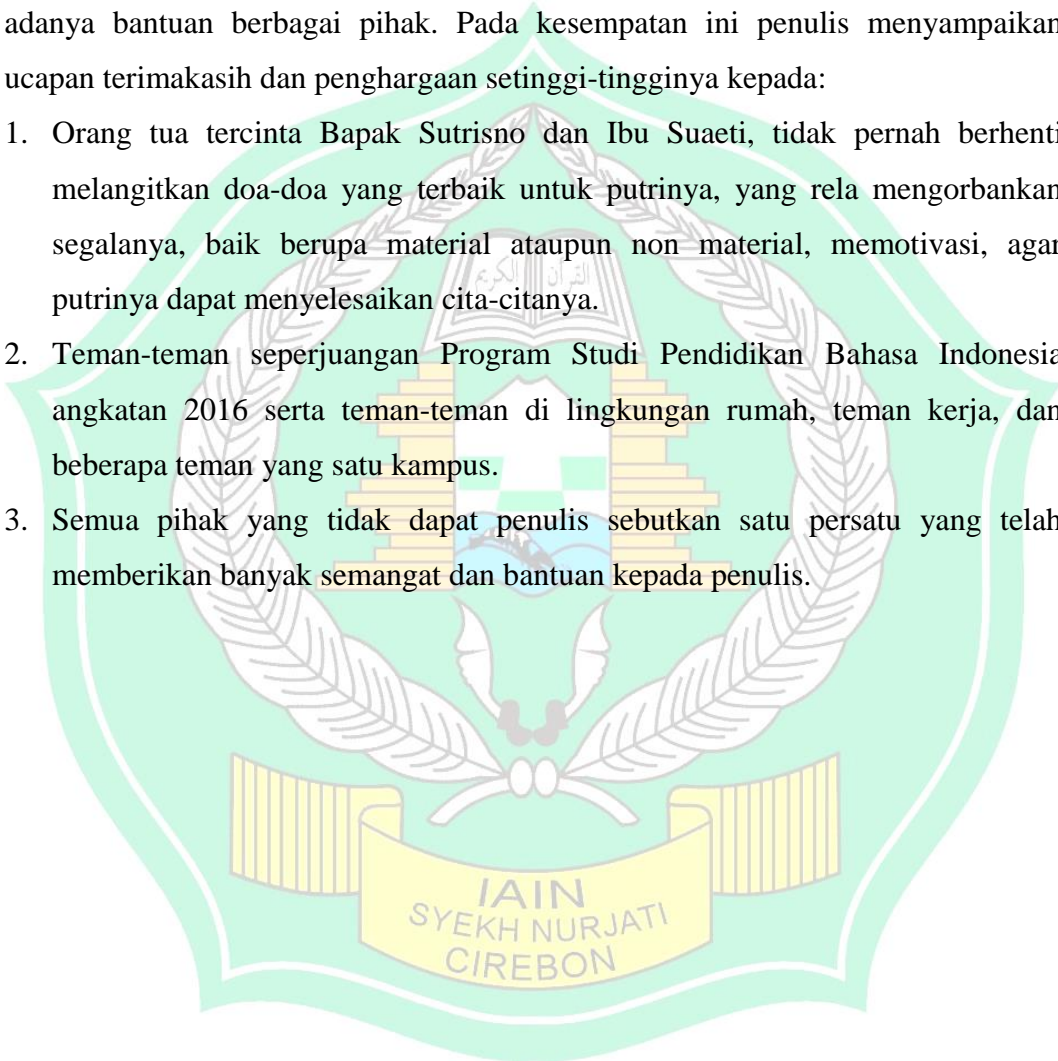 adanya bantuan berbagai pihak. Pada kesempatan ini penulis menyampaikan
ucapan terimakasih dan penghargaan setinggi-tingginya kepada:
1. Orang tua tercinta Bapak Sutrisno dan Ibu Suaeti, tidak pernah berhenti
melangitkan doa-doa yang terbaik untuk putrinya, yang rela mengorbankan
segalanya, baik berupa material ataupun non material, memotivasi, agar
putrinya dapat menyelesaikan cita-citanya.
القرآن الكريم
2. Teman-teman seperjuangan Program Studi Pendidikan Bahasa Indonesia
angkatan 2016 serta teman-teman di lingkungan rumah, teman kerja, dan
beberapa teman yang satu kampus.
3. Semua pihak yang tidak dapat penulis sebutkan satu persatu yang telah
memberikan banyak semangat dan bantuan kepada penulis.
IAIN
SYEKH NURJATI
CIREBON